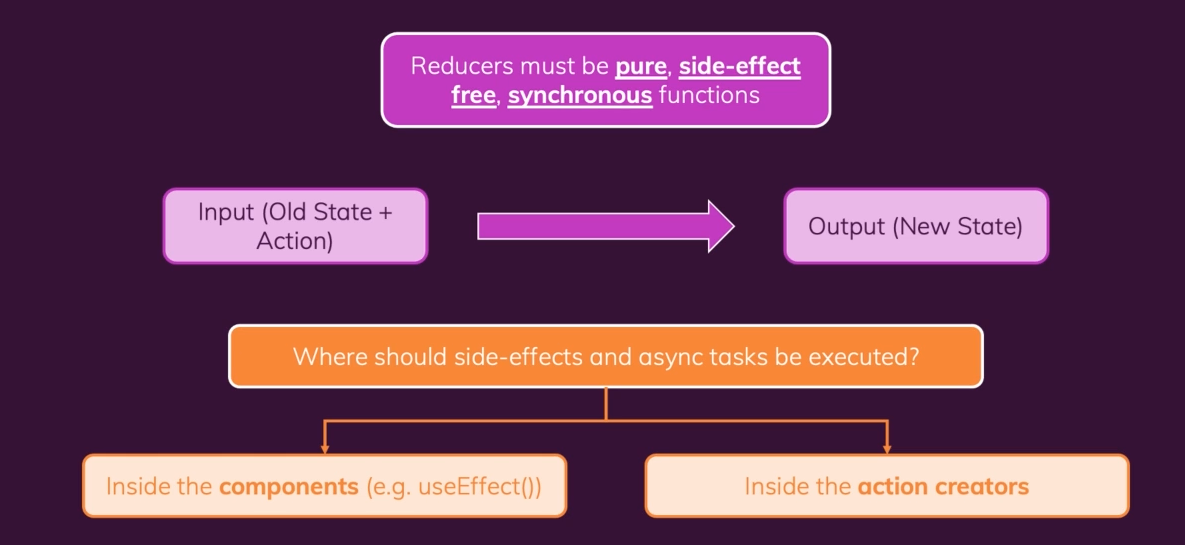 Reducers must be pure, side-effect
free, synchronous functions
Input (Old State +
Action)
Output (New State)
Where should side-effects and async tasks be executed?
Inside the components (e.g. useEffect())
Inside the action creators